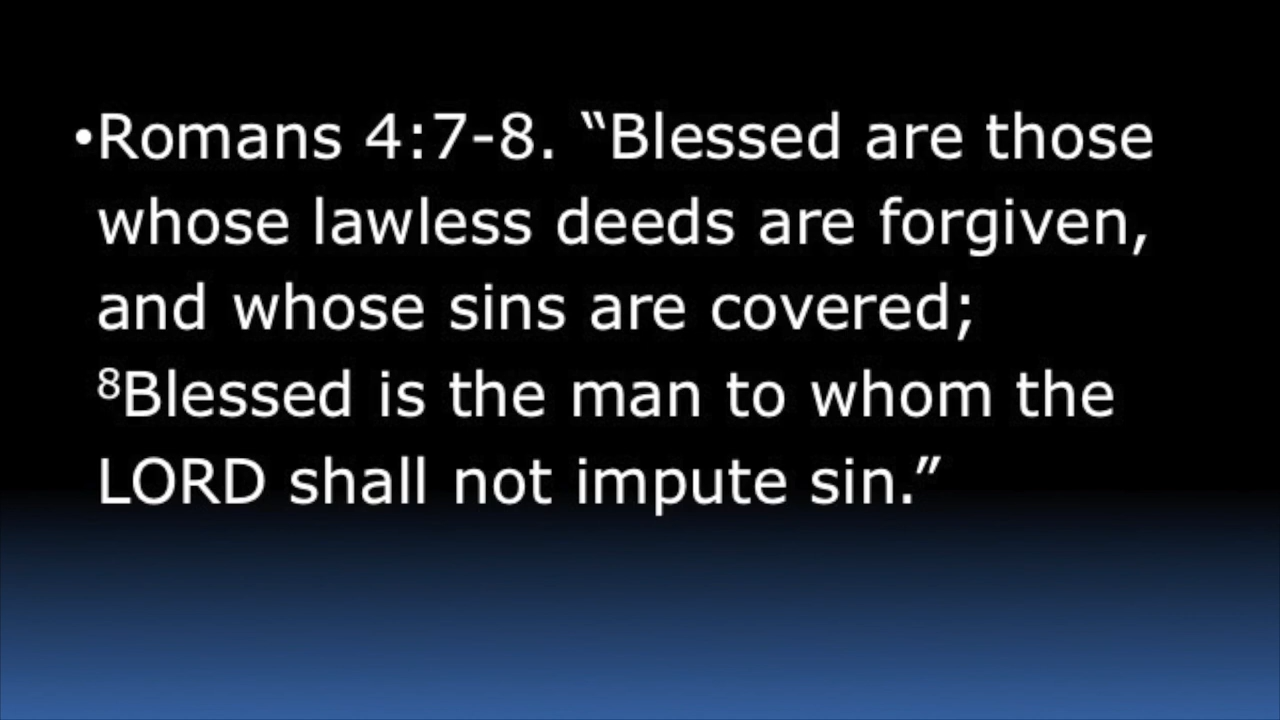 •Romans 4:7-8. “Blessed are those
whose lawless deeds are forgiven,
and whose sins are covered;
⁸Blessed is the man to whom the
LORD shall not impute sin.”